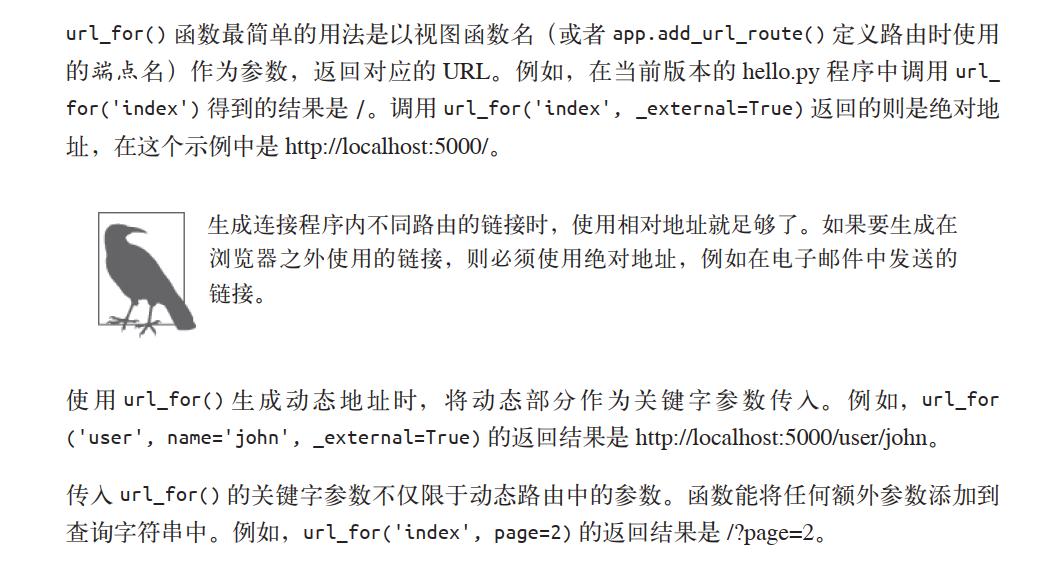 url_for() 函数最简单的用法是以视图函数名（或者 app.add_url_route() 定义路由时使用
的端点名）作为参数，返回对应的 URL。例如，在当前版本的 hello.py 程序中调用 url_
for('index') 得到的结果是 /。调用 url_for('index', _external=True) 返回的则是绝对地
址，在这个示例中是 http://localhost:5000/。
生成连接程序内不同路由的链接时，使用相对地址就足够了。如果要生成在
浏览器之外使用的链接，则必须使用绝对地址，例如在电子邮件中发送的
链接。
使用 url_for() 生成动态地址时，将动态部分作为关键字参数传入。例如，url_for
('user', name='john', _external=True) 的返回结果是 http://localhost:5000/user/john。
传入 url_for() 的关键字参数不仅限于动态路由中的参数。函数能将任何额外参数添加到
查询字符串中。例如，url_for('index', page=2) 的返回结果是 /?page=2。